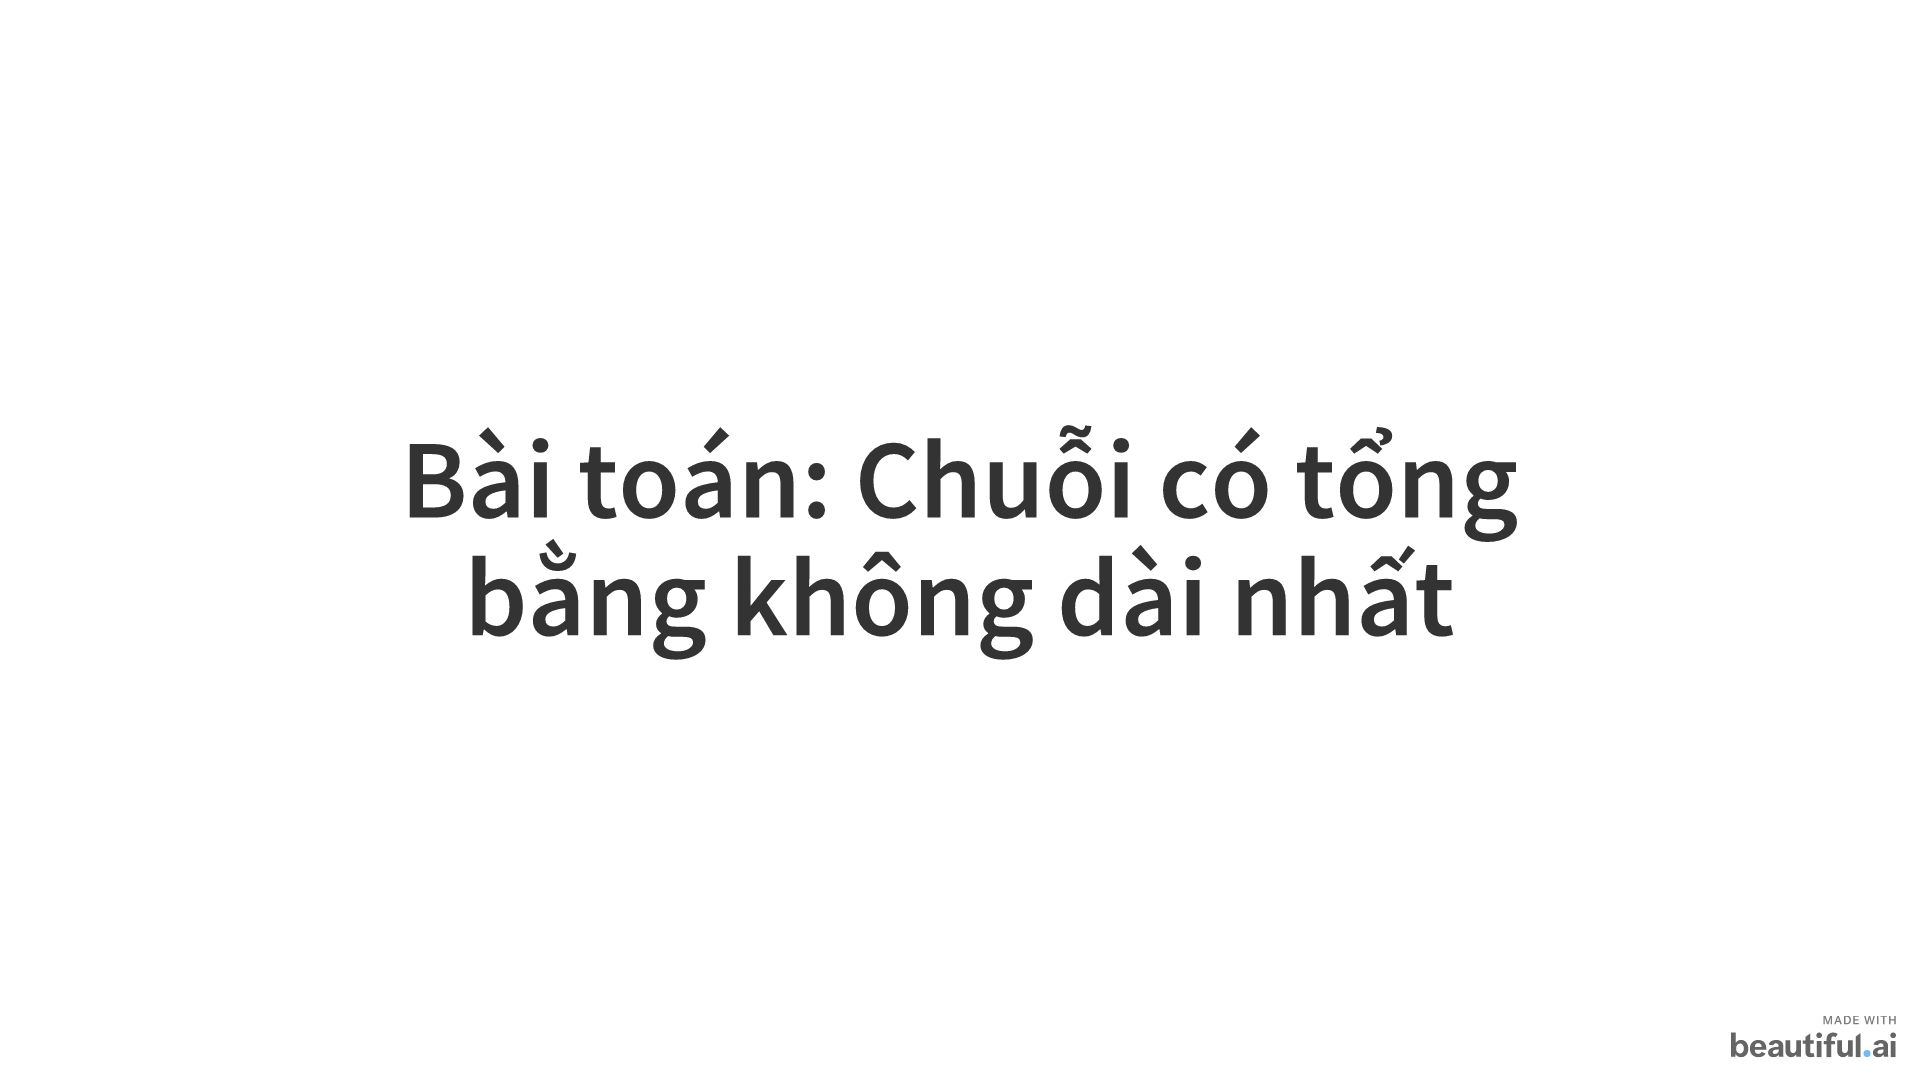 Bài toán: Chuỗi có tổng
bằng không dài nhất
MADE WITH
beautiful.ai